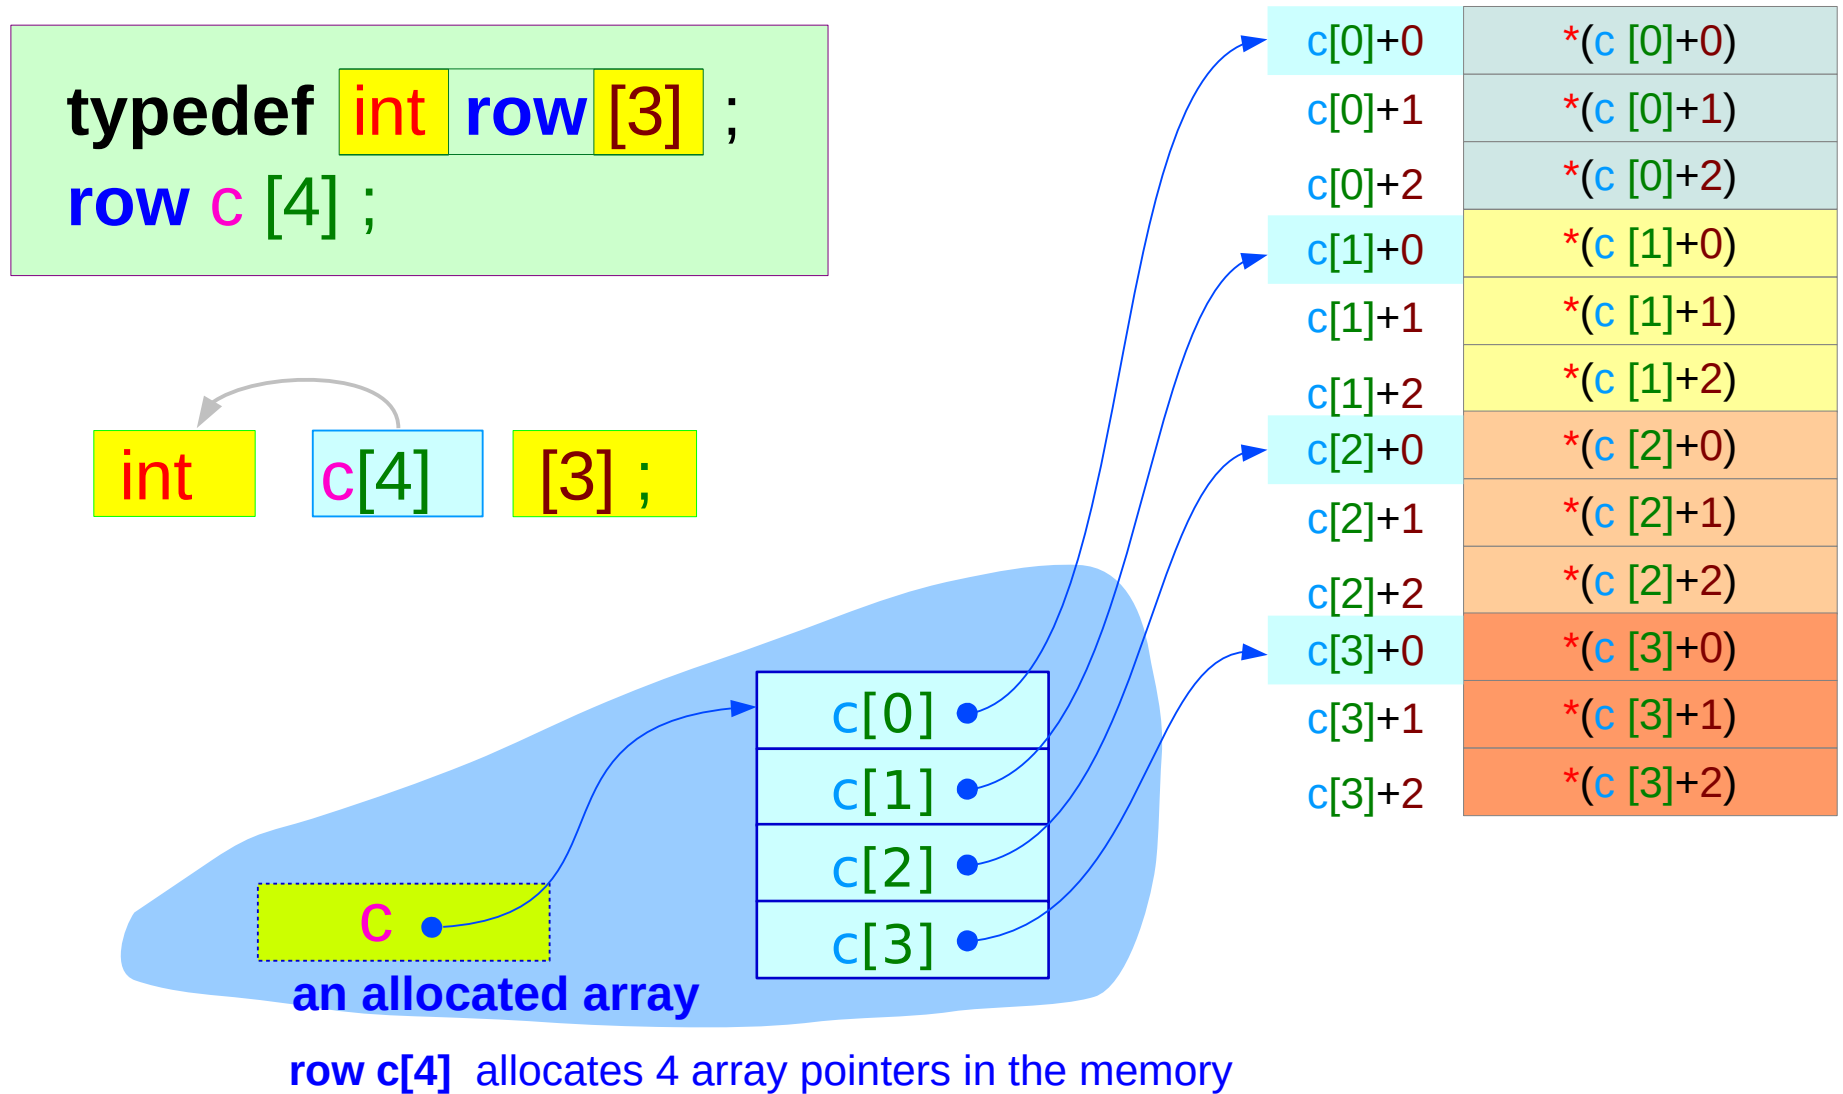 typedef int row [3] ;
row c [4] ;
int c[4] [3] ;
c[0]+0 *(c [0]+0)
c[0]+1 *(c [0]+1)
c[0]+2 *(c [0]+2)
c[1]+0 *(c [1]+0)
c[1]+1 *(c [1]+1)
c[1]+2 *(c [1]+2)
c[2]+0 *(c [2]+0)
c[2]+1 *(c [2]+1)
c[2]+2 *(c [2]+2)
c[3]+0 *(c [3]+0)
c[3]+1 *(c [3]+1)
c[3]+2 *(c [3]+2)
c[0]
c[1]
c[2]
c[3]
c
an allocated array
row c[4] allocates 4 array pointers in the memory